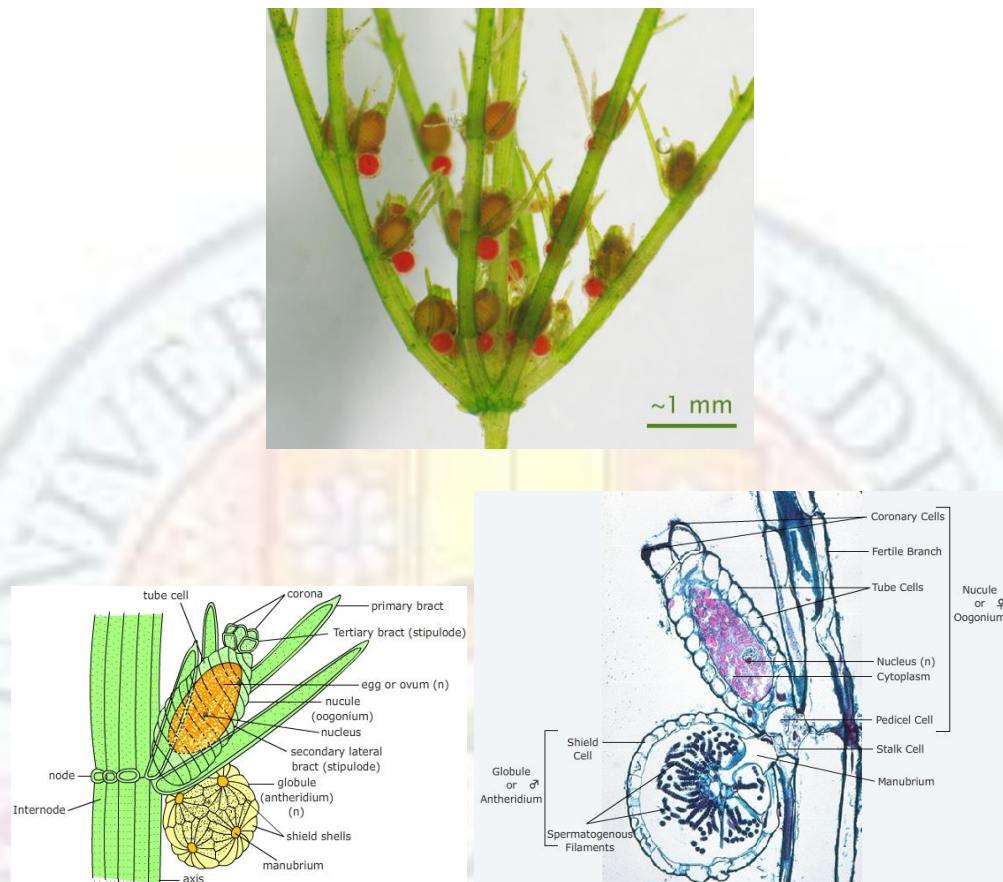 ~1 mm
tube cell
corona
primary bract
Tertiary bract (stipulode)
egg or ovum (n)
nucule
(oogonium)
nucleus
secondary lateral
bract (stipulode)
node
globule
(antheridium)
(n)
Internode
shield shells
manubrium
axis
Coronary Cells
Fertile Branch
Tube Cells
Nucule
or ♀
Oogonium
Nucleus (n)
Cytoplasm
Pedicel Cell
Stalk Cell
Shield
Cell
Manubrium
Globule
or ♂
Antheridium
Spermatogenous
Filaments